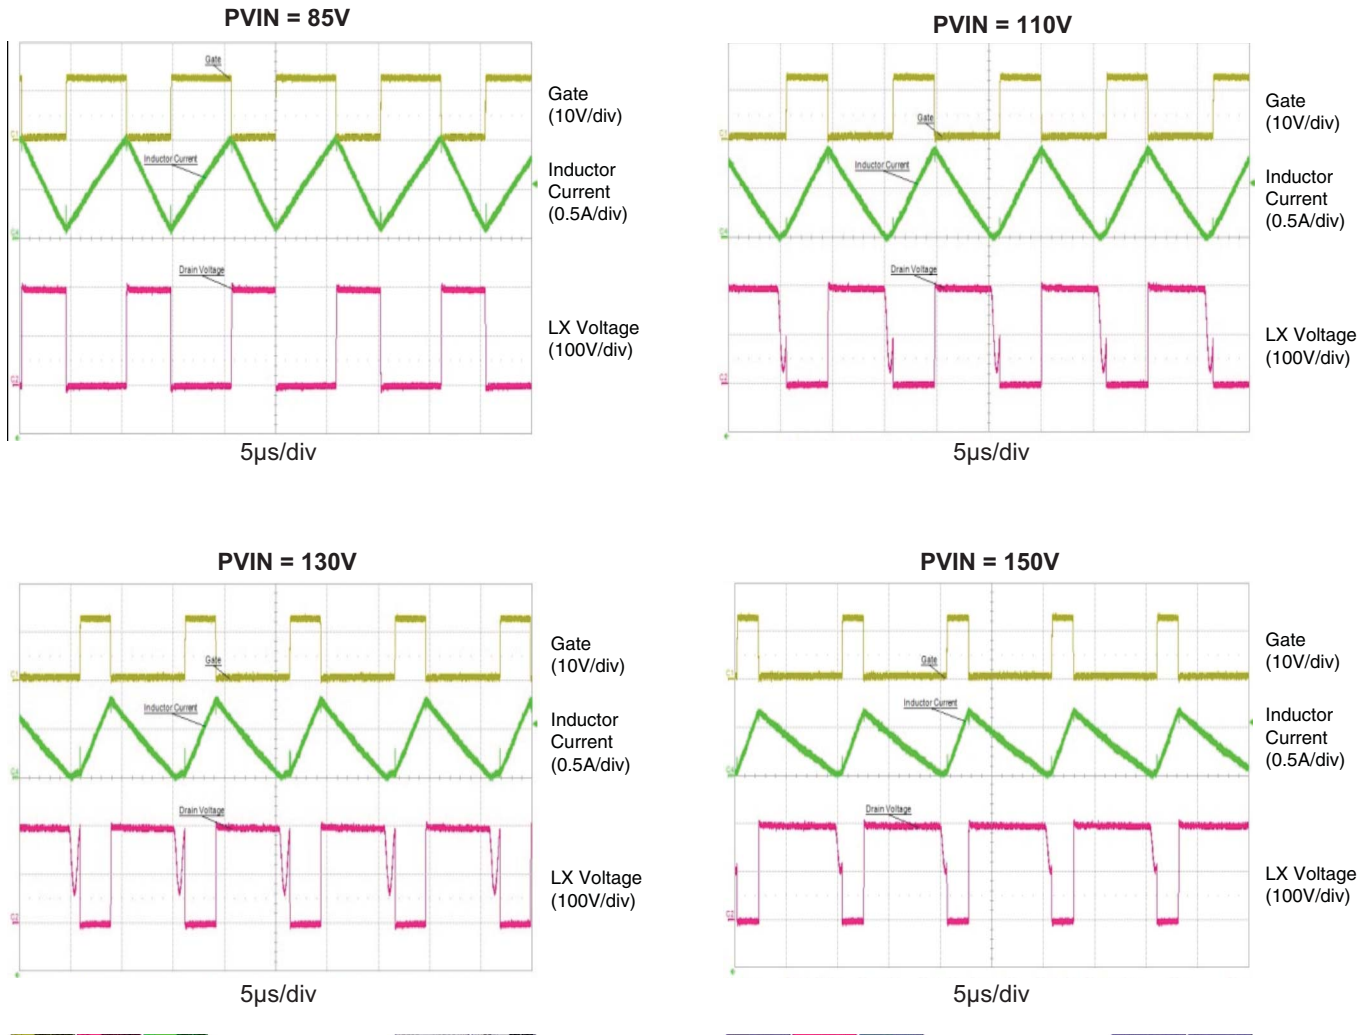 PVIN = 85V
Gate
Inductor Current
Drain Voltage
Gate
(10V/div)
Inductor
Current
(0.5A/div)
LX Voltage
(100V/div)
5µs/div
PVIN = 110V
Gate
Inductor Current
Drain Voltage
Gate
(10V/div)
Inductor
Current
(0.5A/div)
LX Voltage
(100V/div)
5µs/div
PVIN = 130V
Gate
Inductor Current
Drain Voltage
Gate
(10V/div)
Inductor
Current
(0.5A/div)
LX Voltage
(100V/div)
5µs/div
PVIN = 150V
Gate
Inductor Current
Drain Voltage
Gate
(10V/div)
Inductor
Current
(0.5A/div)
LX Voltage
(100V/div)
5µs/div